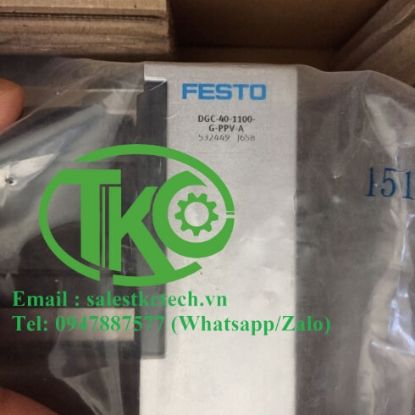 FESTO
DGC-40-1100-
G-PPV-A
532449 J658
151
TKC
Email : salestkctech.vn
Tel: 0947887577 (Whatsapp/Zalo)